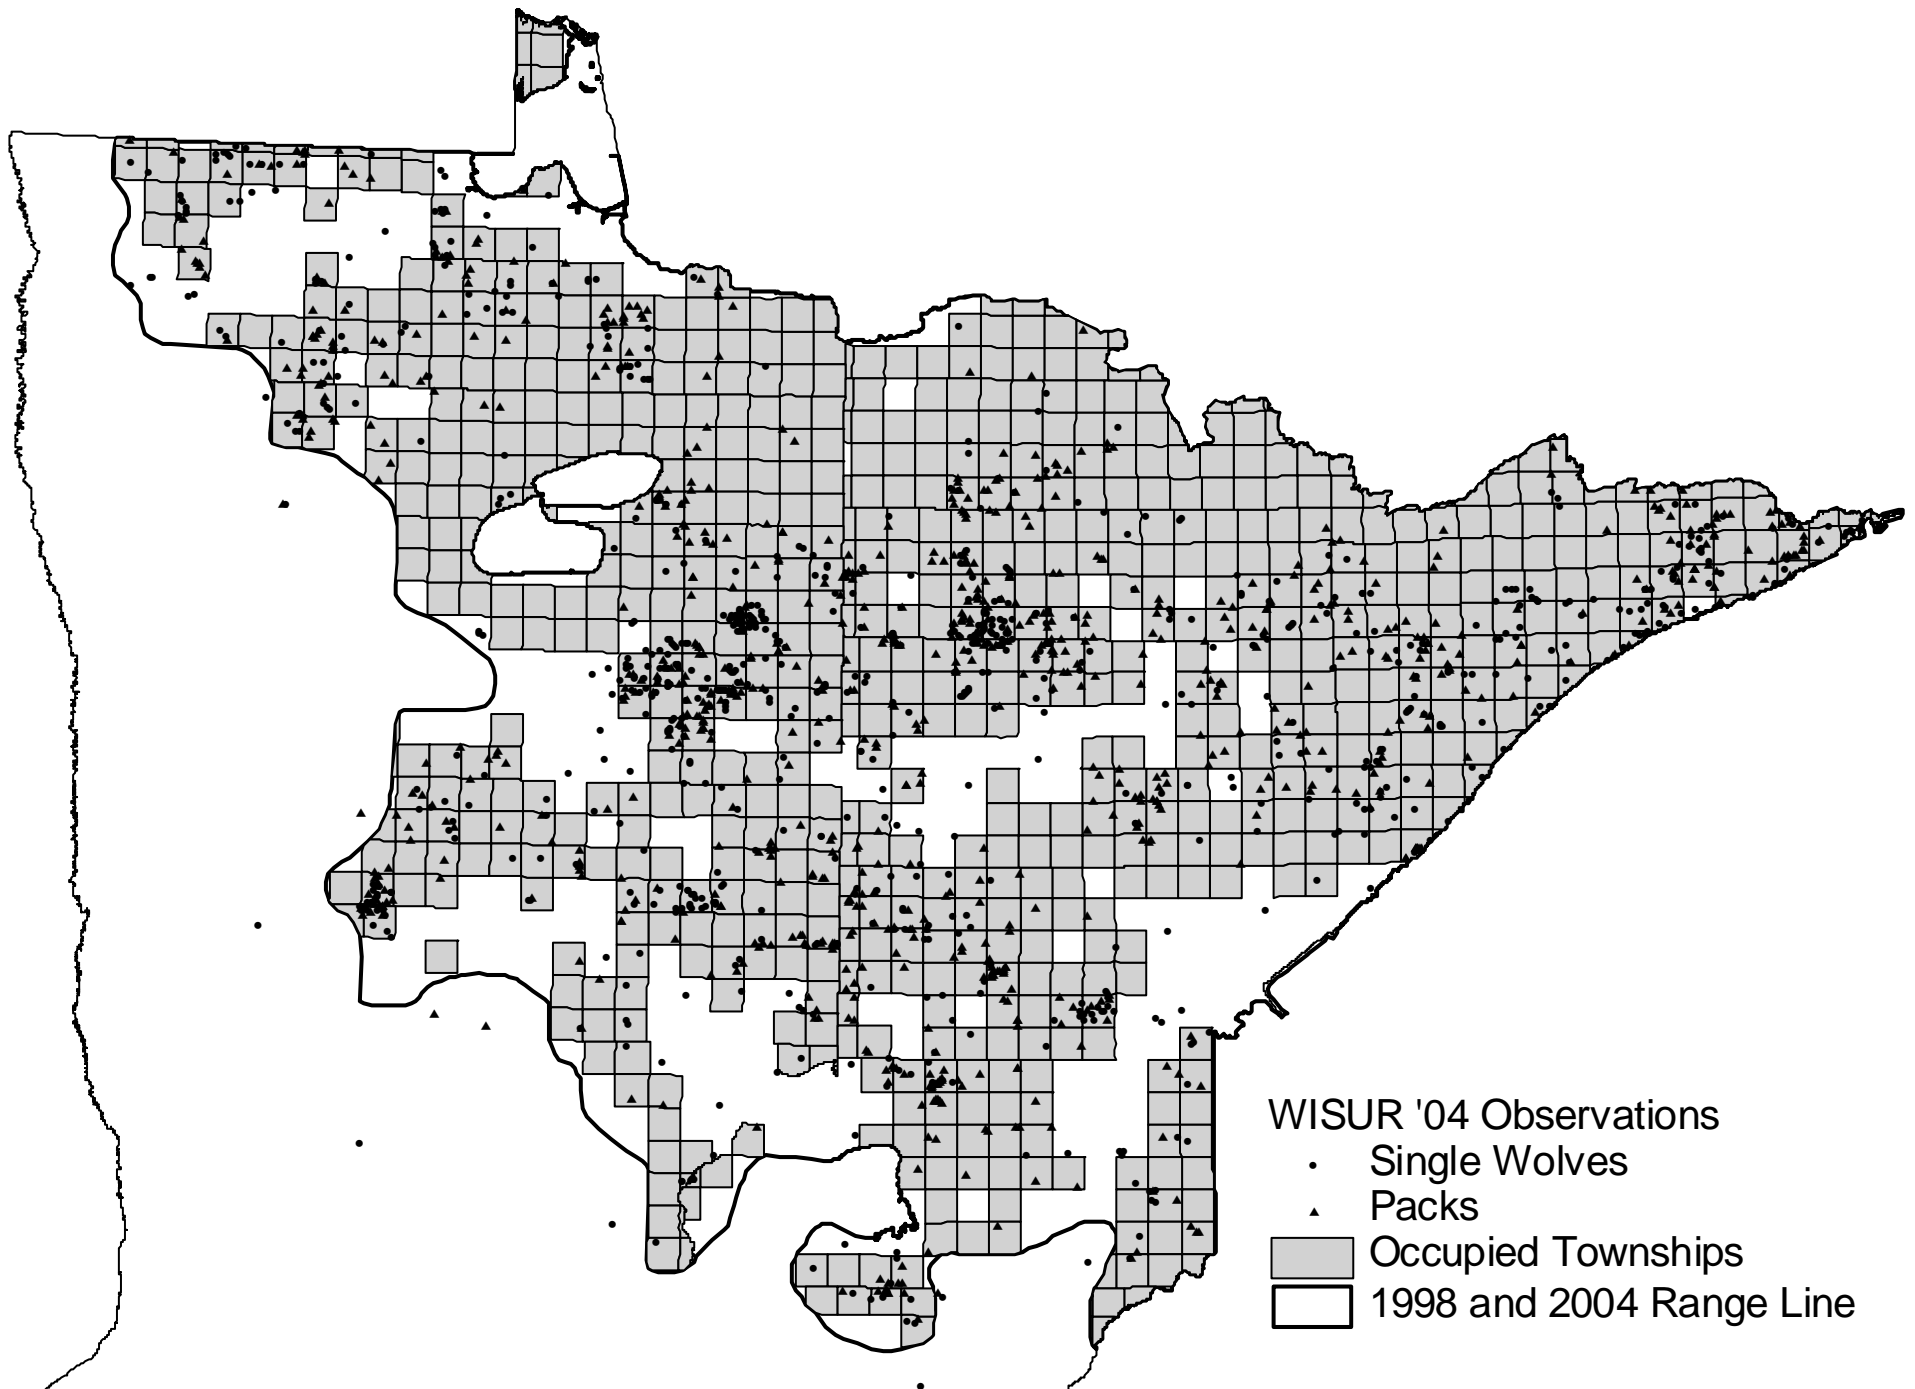 WISUR '04 Observations
Single Wolves
Packs
Occupied Townships
1998 and 2004 Range Line